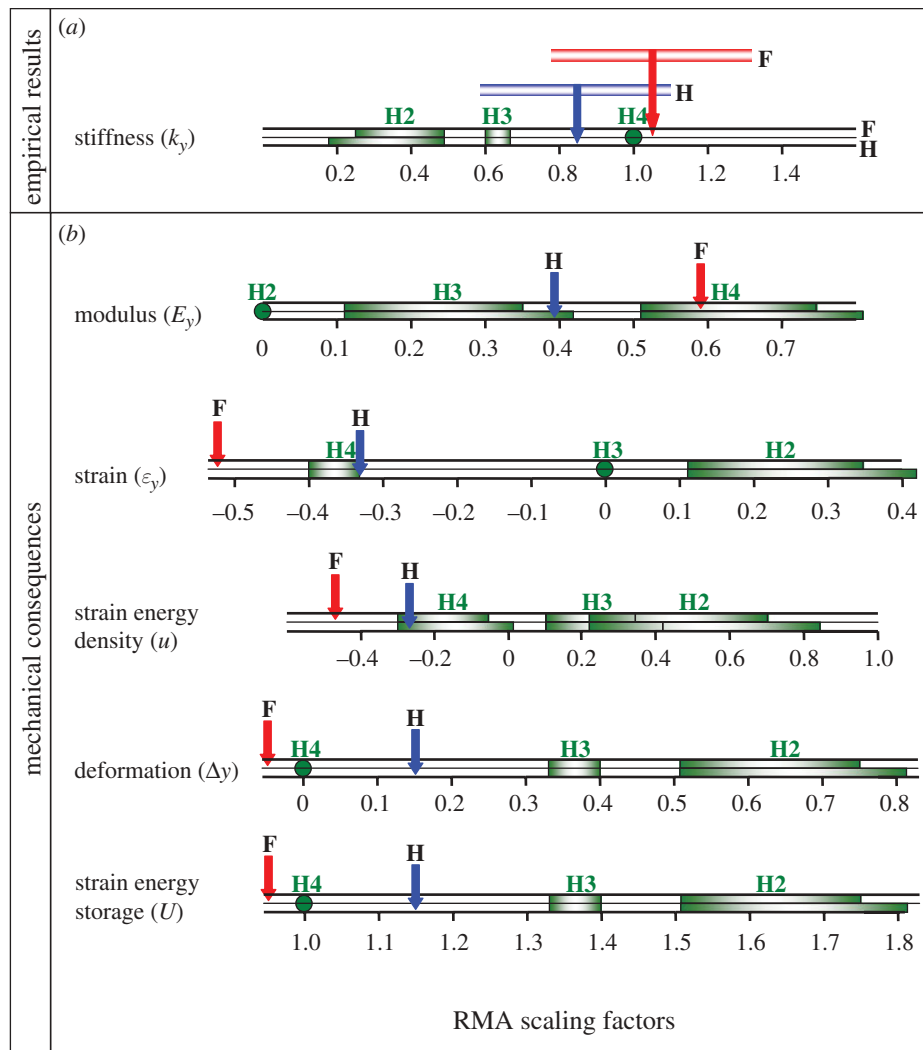 empirical results
(a)
F
H
H2 H3 H4
stiffness (k_y)
F
H
0.2 0.4 0.6 0.8 1.0 1.2 1.4
mechanical consequences
(b)
H F
H2 H3 H4
modulus (E_y)
0 0.1 0.2 0.3 0.4 0.5 0.6 0.7
F H
H4 H3 H2
strain (ε_y)
–0.5 –0.4 –0.3 –0.2 –0.1 0 0.1 0.2 0.3 0.4
F H
H4 H3 H2
strain energy
density (u)
–0.4 –0.2 0 0.2 0.4 0.6 0.8 1.0
F H
H4 H3 H2
deformation (Δy)
0 0.1 0.2 0.3 0.4 0.5 0.6 0.7 0.8
F H
H4 H3 H2
strain energy
storage (U)
1.0 1.1 1.2 1.3 1.4 1.5 1.6 1.7 1.8
RMA scaling factors